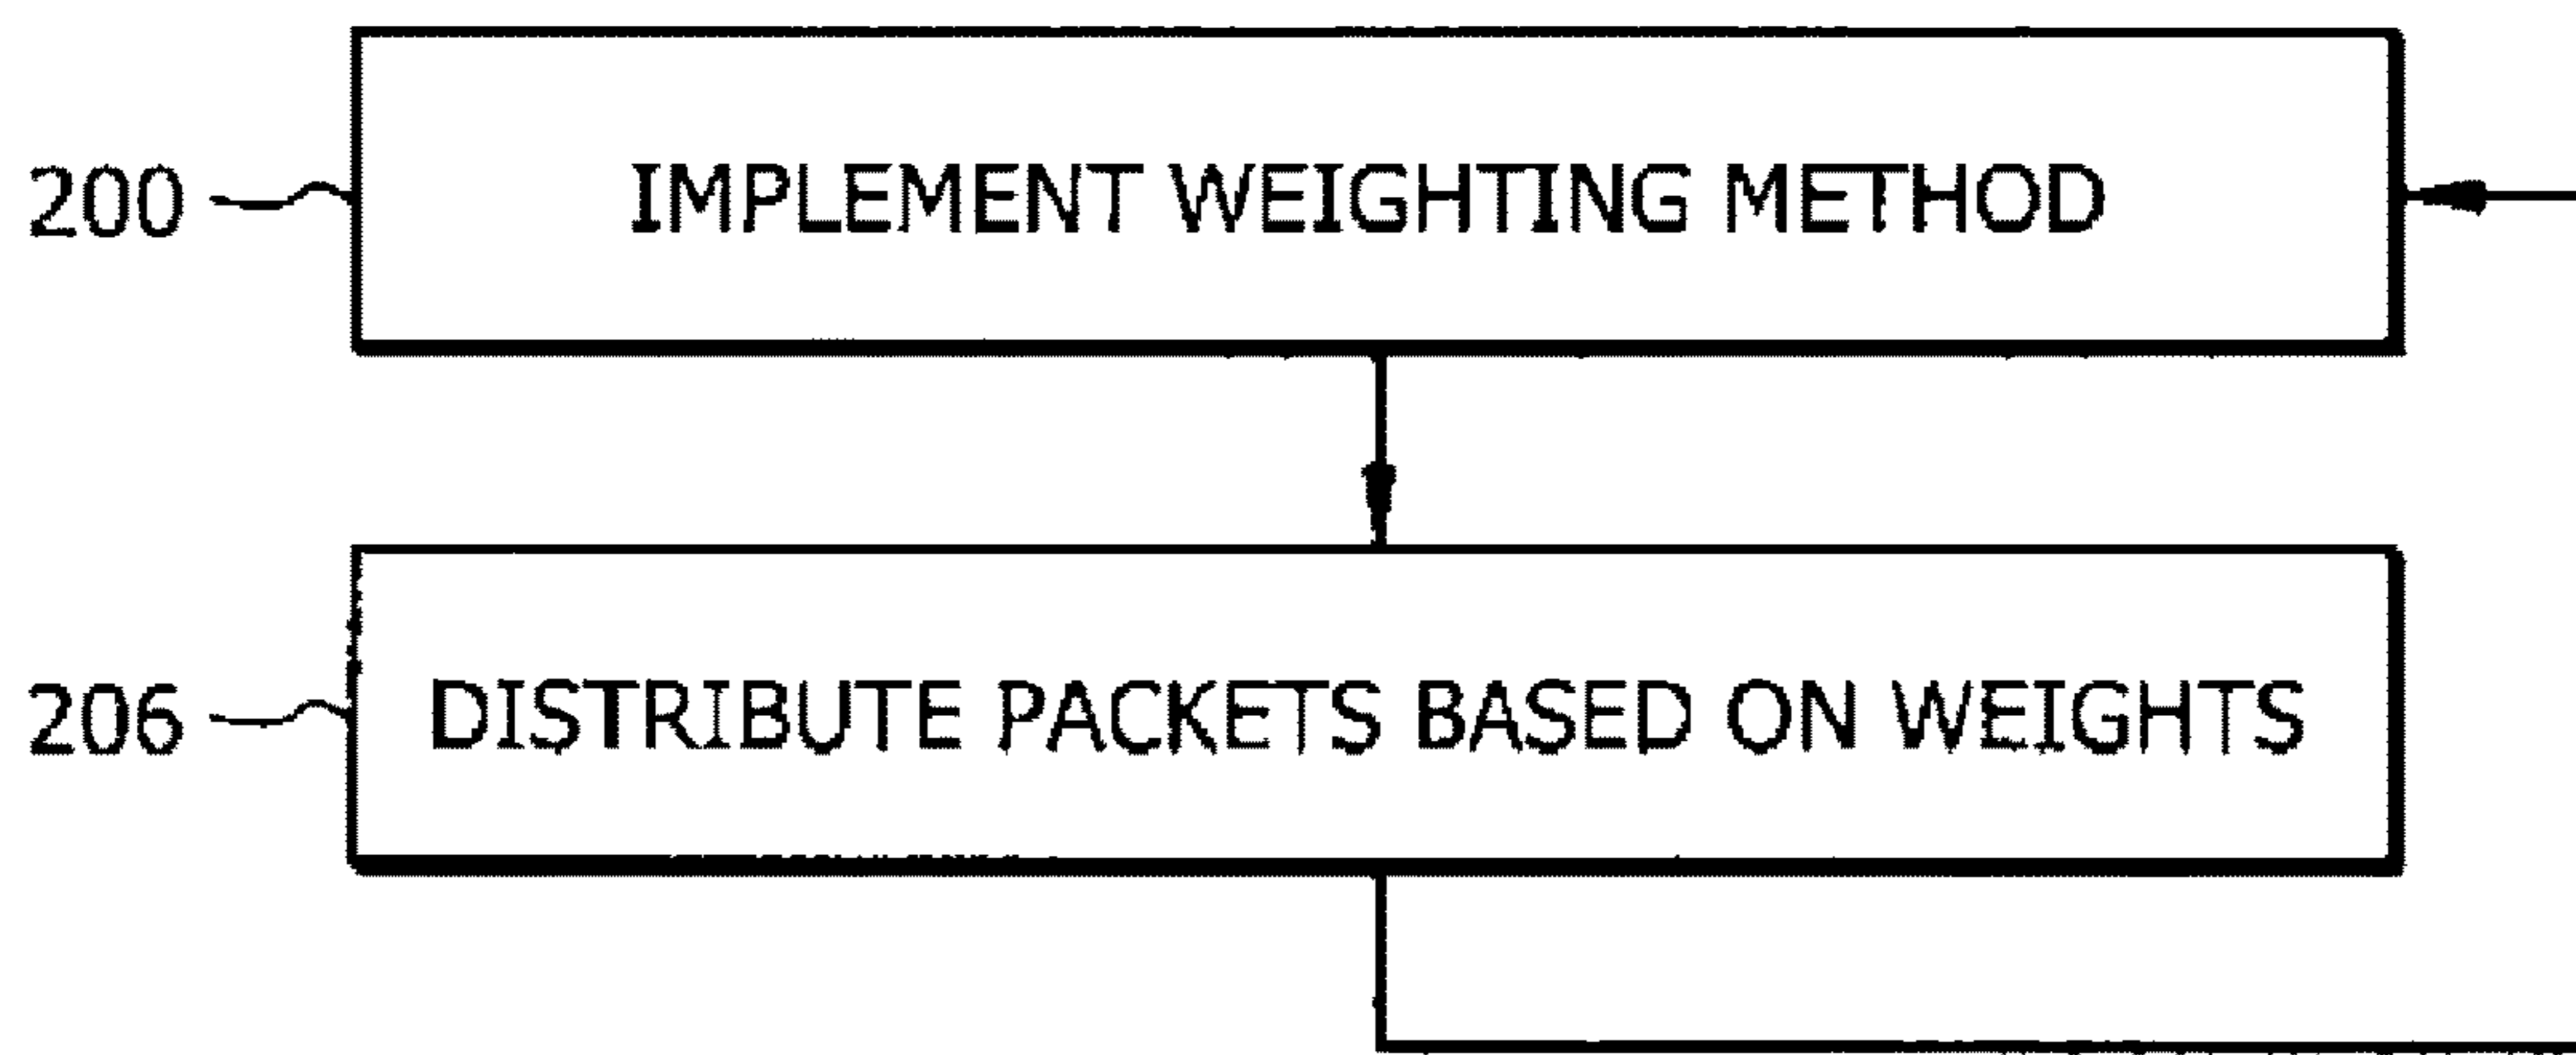 200 IMPLEMENT WEIGHTING METHOD
206 DISTRIBUTE PACKETS BASED ON WEIGHTS